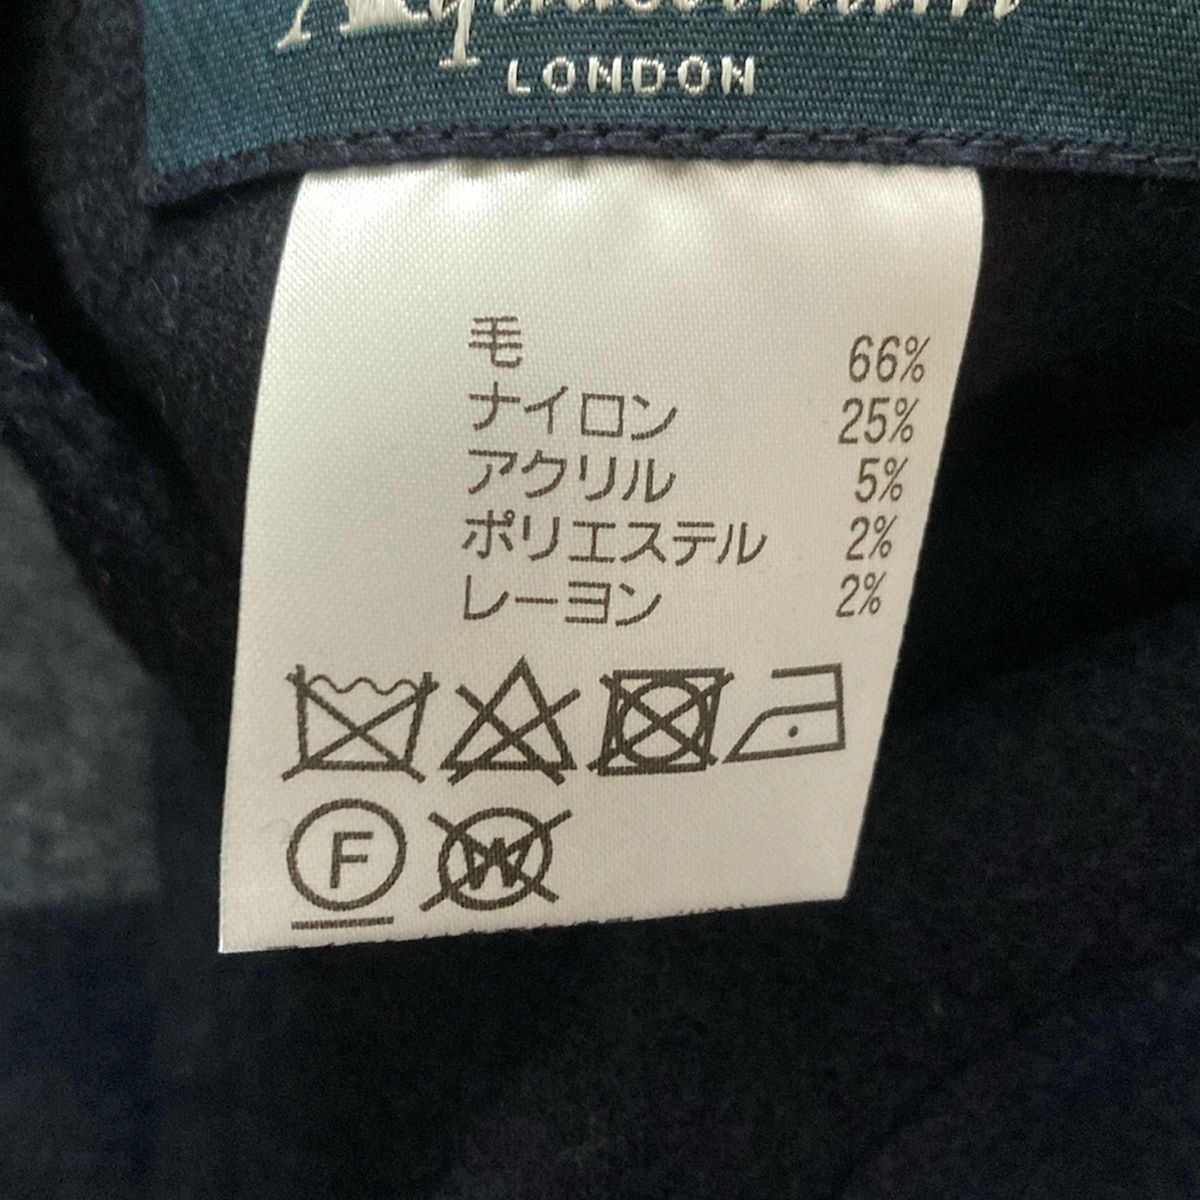 LONDON
毛 66%
ナイロン 25%
アクリル 5%
ポリエステル 2%
レーヨン 2%
F W